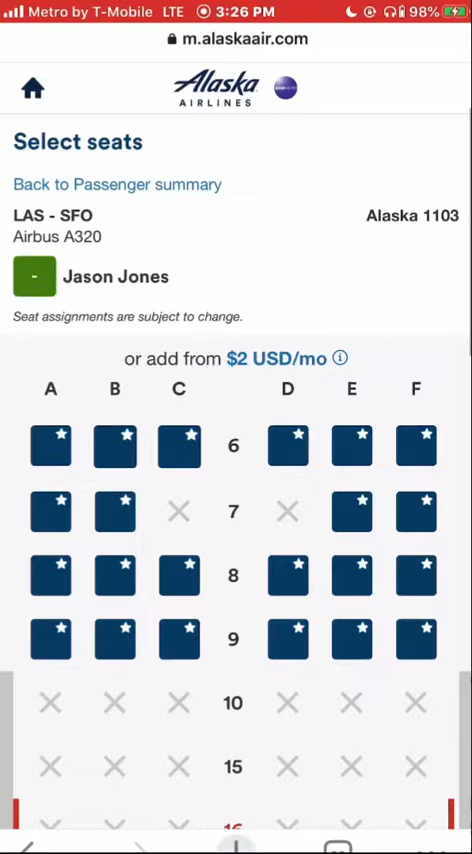 Metro by T-Mobile LTE 3:26 PM 98%
m.alaskaair.com
Alaska
AIRLINES
Select seats
Back to Passenger summary
LAS - SFO Alaska 1103
Airbus A320
- Jason Jones
Seat assignments are subject to change.
or add from $2 USD/mo
A B C D E F
6
7
8
9
10
15